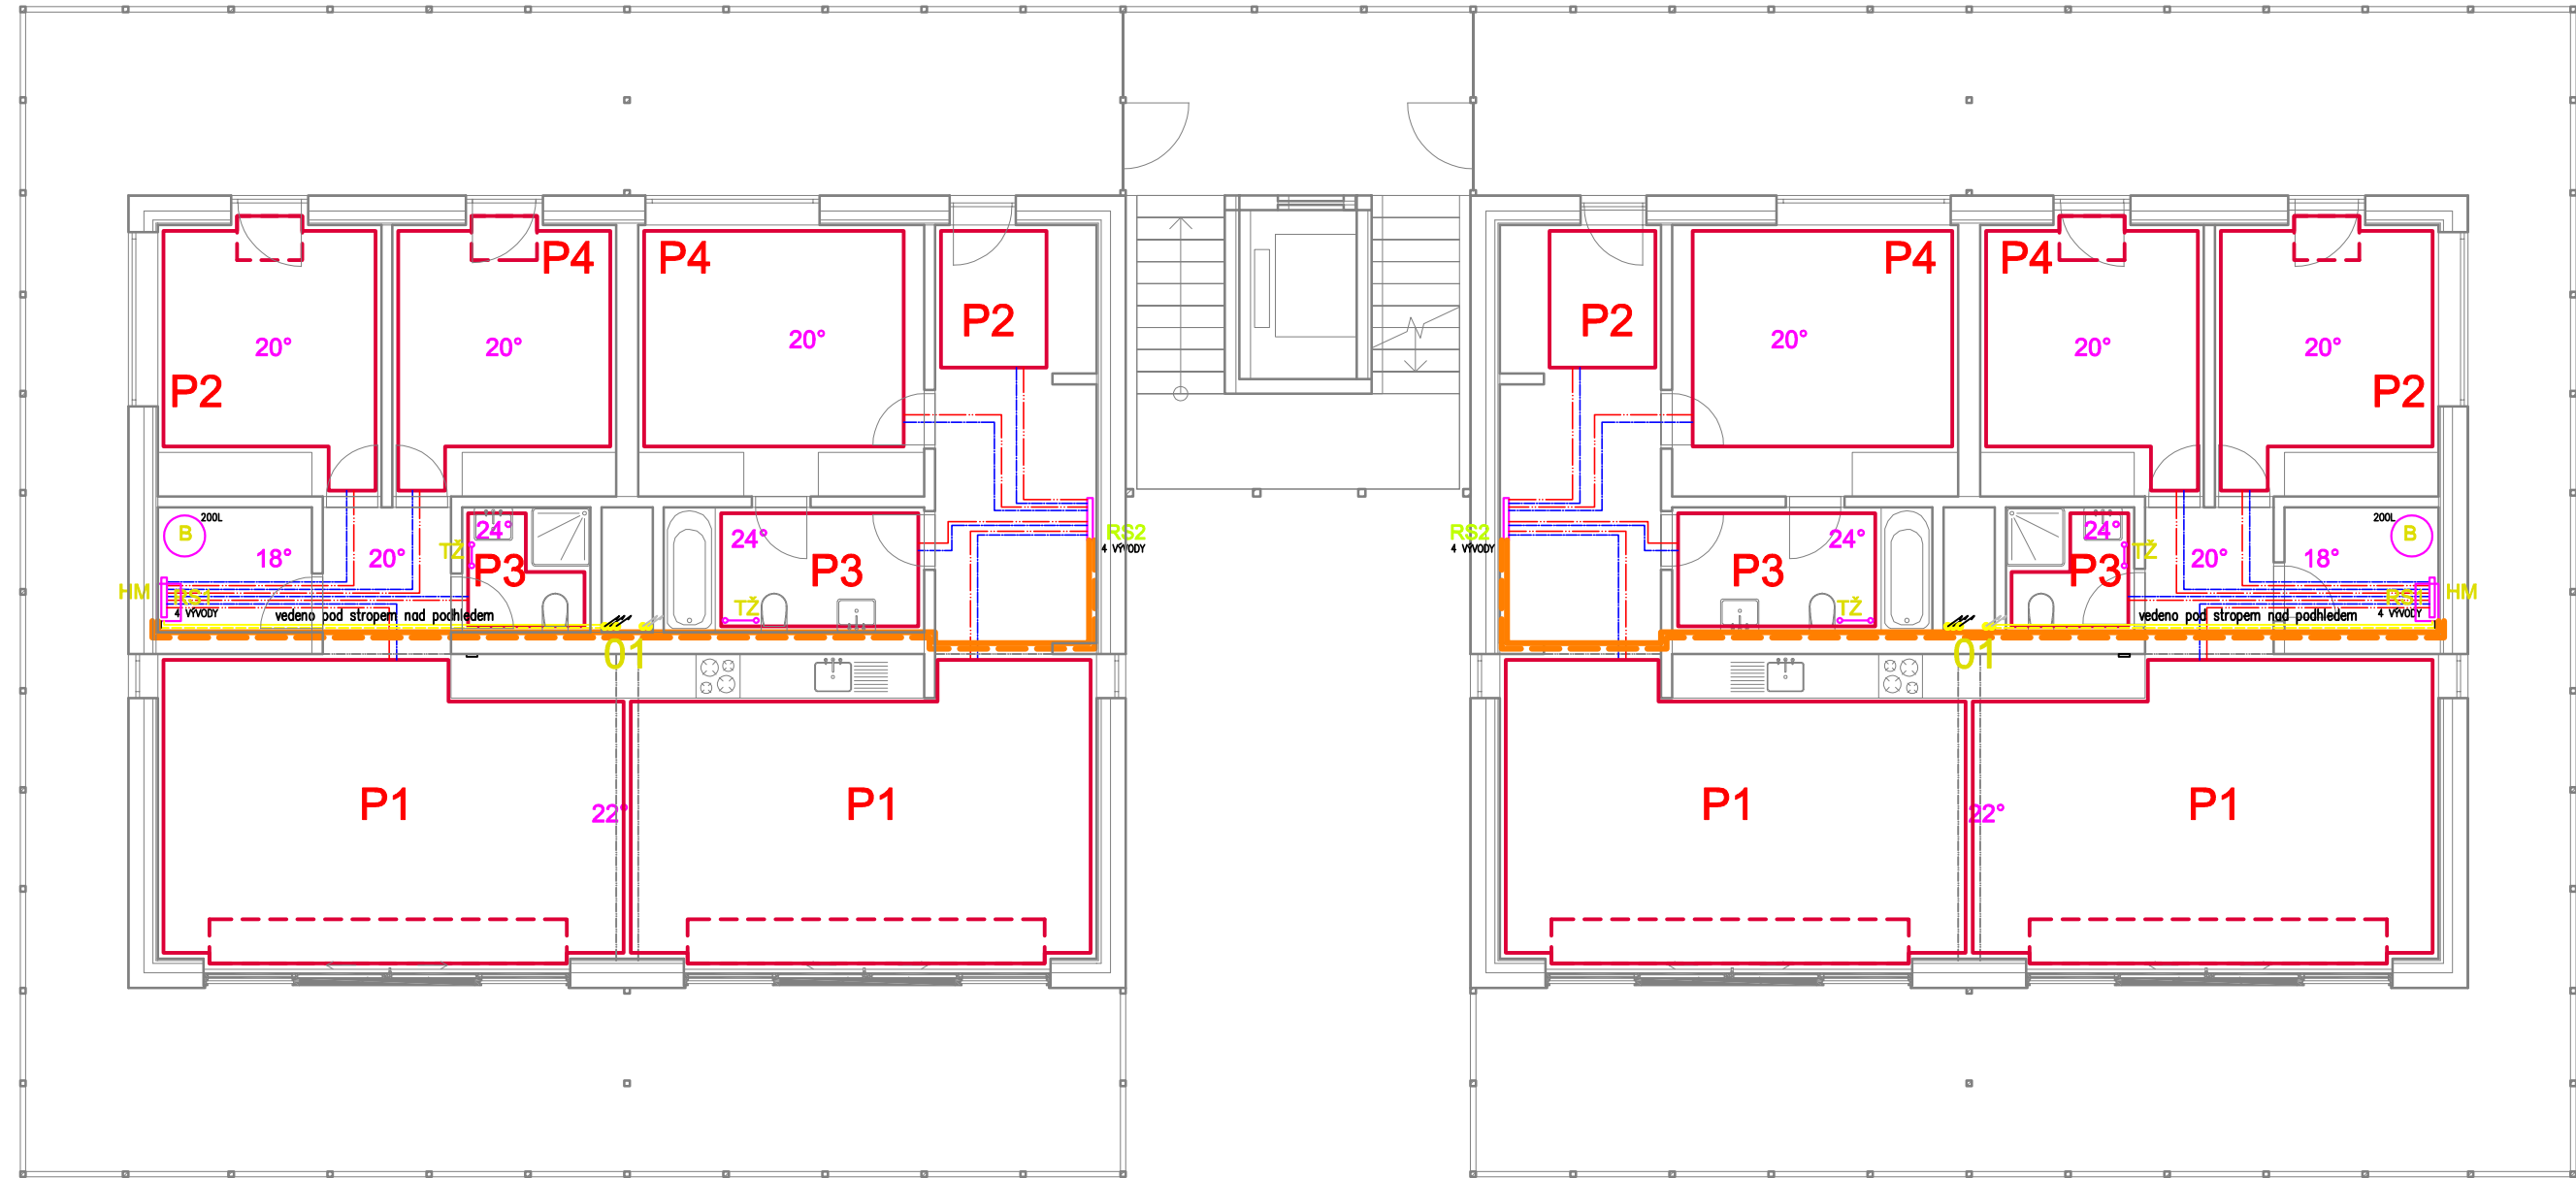 P4 P4 P4 P4
P2 P2
20° 20° 20° 20° 20° 20°
P2 P2
200L 200L
B 24° 24° RS2 RS2 24° 24° B
4 VÝVODY 4 VÝVODY
18° 20° TŽ TŽ 20° 18°
P3 P3 P3 P3
HM RS1 RS1 HM
4 VÝVODY TŽ TŽ 4 VÝVODY
vedeno pod stropem nad podhledem vedeno pod stropem nad podhledem
01 01
P1 P1 P1 P1
22° 22°